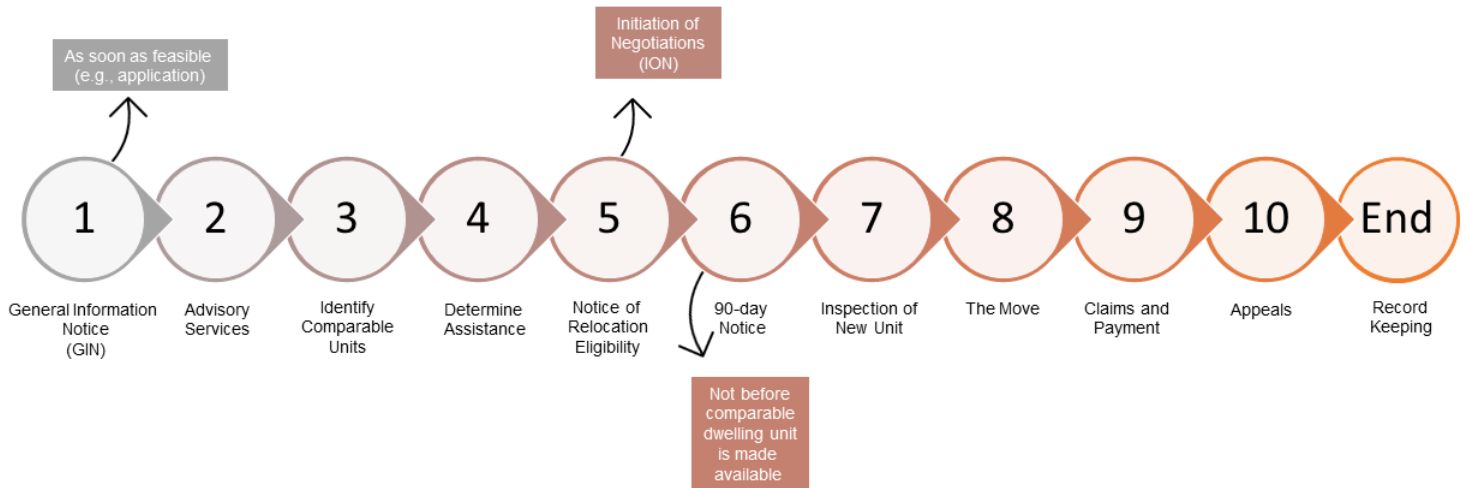 As soon as feasible
(e.g., application)
Initiation of
Negotiations
(ION)
1
2
3
4
5
6
7
8
9
10
End
General Information
Notice
(GIN)
Advisory
Services
Identify
Comparable
Units
Determine
Assistance
Notice of
Relocation
Eligibility
90-day
Notice
Inspection of
New Unit
The Move
Claims and
Payment
Appeals
Record
Keeping
Not before
comparable
dwelling unit
is made
available